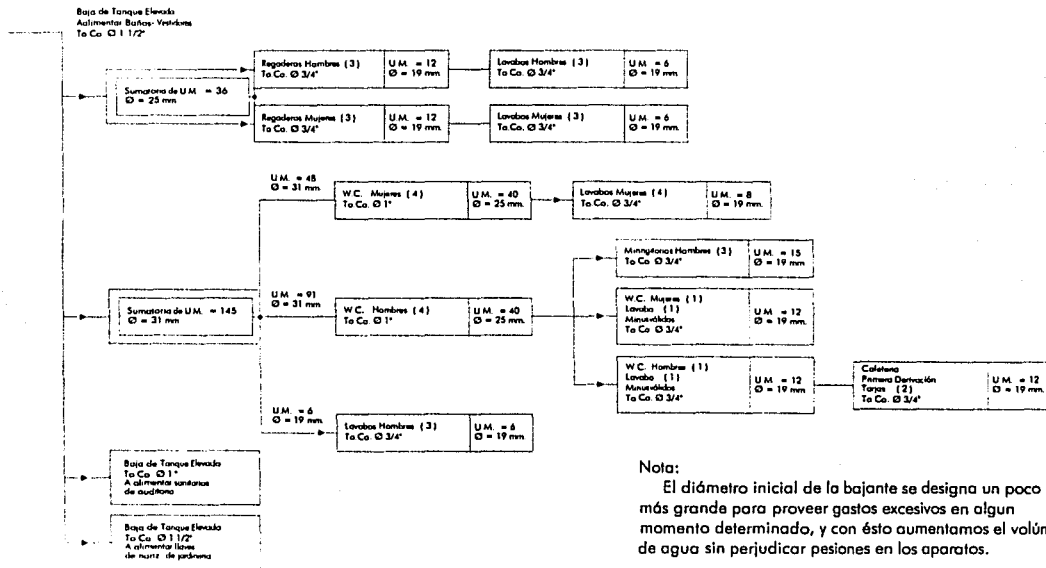 Baja de Tanque Elevado
Aalimentar Baños- Vestidores
To Co Ø 1 1/2"
Sumatoria de U.M. = 36
Ø = 25 mm
Regaderas Hombres (3)
To Co. Ø 3/4"
U.M. = 12
Ø = 19 mm
Lavabos Hombres (3)
To Co. Ø 3/4"
U.M. = 6
Ø = 19 mm
Regaderas Mujeres (3)
To Co. Ø 3/4"
U.M. = 12
Ø = 19 mm.
Lavabos Mujeres (3)
To.Co. Ø 3/4"
U.M. = 6
Ø = 19 mm.
U.M. = 48
Ø = 31 mm.
W.C. Mujeres (4)
To Co. Ø 1"
U.M. = 40
Ø = 25 mm.
Lavabos Mujeres (4)
To Co. Ø 3/4"
U.M. = 8
Ø = 19 mm.
Sumatoria de U.M. = 145
Ø = 31 mm
U.M. = 91
Ø = 31 mm
W.C. Hombres (4)
To Co. Ø 1"
U.M. = 40
Ø = 25 mm.
Minngitorios Hombres (3)
To Co Ø 3/4"
U.M. = 15
Ø = 19 mm.
W.C. Mujeres (1)
Lavabo (1)
Minusválidos
To Co. Ø 3/4"
U.M. = 12
Ø = 19 mm.
W.C. Hombres (1)
Lavabo (1)
Minusválidos
To Co. Ø 3/4"
U.M. = 12
Ø = 19 mm.
Cafeteria
Primera Derivación
Tarjas (2)
To Co. Ø 3/4"
U.M. = 12
Ø = 19 mm.
U.M. = 6
Ø = 19 mm.
Lavabos Hombres (3)
To Co. Ø 3/4"
U.M. = 6
Ø = 19 mm.
Baja de Tanque Elevado
To Co Ø 1"
A alimentar sanitarios
de auditorio
Baja de Tanque Elevado
To Co. Ø 1 1/2"
A alimentar llaves
de nariz de jardineria
Nota:
El diámetro inicial de la bajante se designa un poco
más grande para proveer gastos excesivos en algun
momento determinado, y con ésto aumentamos el volúm
de agua sin perjudicar pesiones en los aparatos.